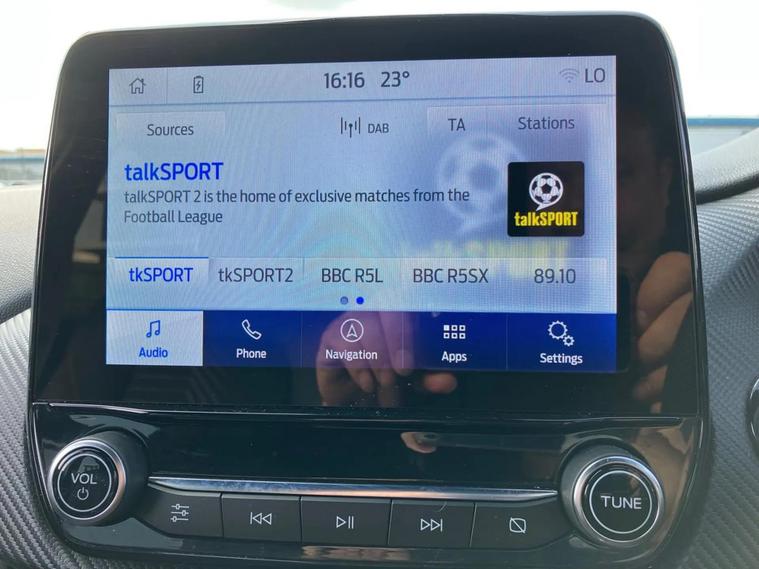 16:16 23° LO
Sources DAB TA Stations
talkSPORT
talkSPORT 2 is the home of exclusive matches from the
Football League
talkSPORT
tkSPORT tkSPORT2 BBC R5L BBC R5SX 89.10
Audio Phone Navigation Apps Settings
VOL
TUNE